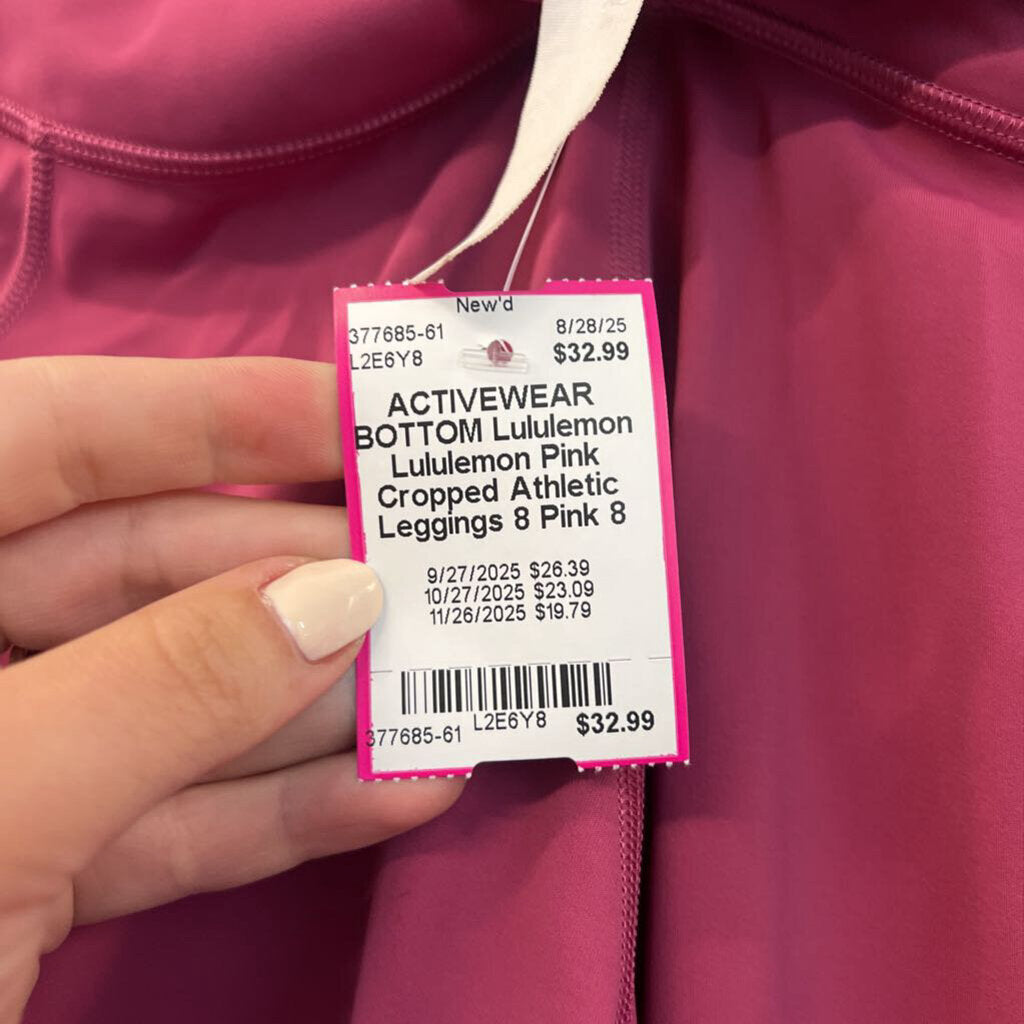 New'd
377685-61 8/28/25
L2E6Y8 $32.99
ACTIVEWEAR
BOTTOM Lululemon
Lululemon Pink
Cropped Athletic
Leggings 8 Pink 8
9/27/2025 $26.39
10/27/2025 $23.09
11/26/2025 $19.79
377685-61 L2E6Y8 $32.99